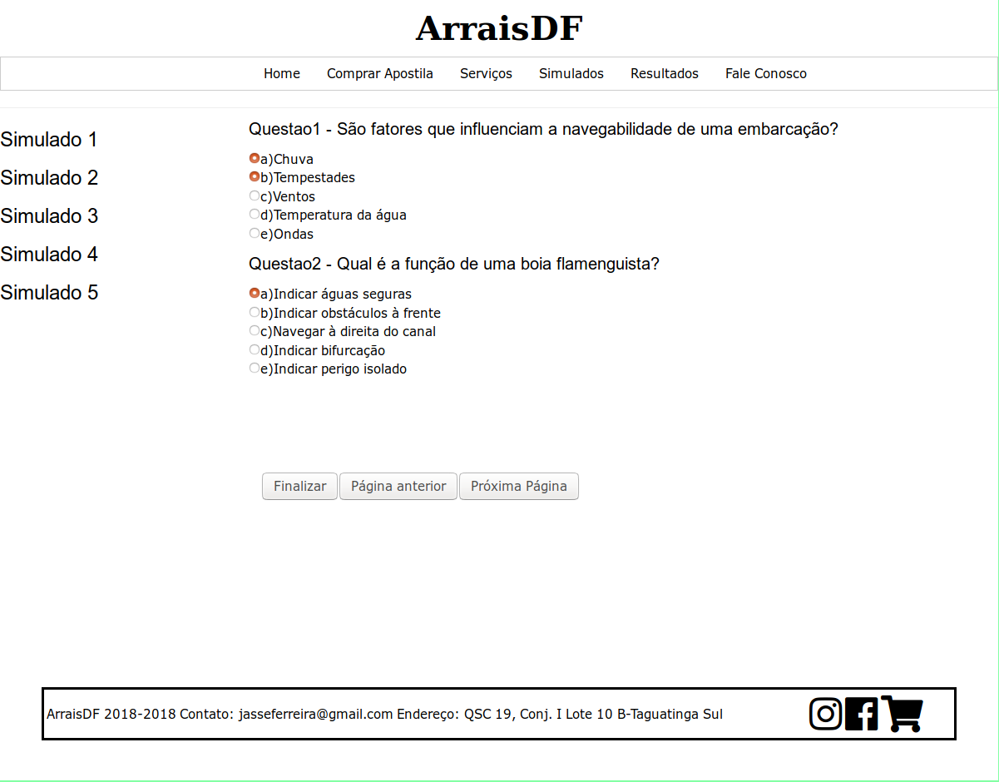 ArraisDF
Home Comprar Apostila Serviços Simulados Resultados Fale Conosco
Simulado 1
Simulado 2
Simulado 3
Simulado 4
Simulado 5
Questao1 - São fatores que influenciam a navegabilidade de uma embarcação?
a)Chuva
b)Tempestades
c)Ventos
d)Temperatura da água
e)Ondas
Questao2 - Qual é a função de uma boia flamenguista?
a)Indicar águas seguras
b)Indicar obstáculos à frente
c)Navegar à direita do canal
d)Indicar bifurcação
e)Indicar perigo isolado
Finalizar Página anterior Próxima Página
ArraisDF 2018-2018 Contato: jasseferreira@gmail.com Endereço: QSC 19, Conj. I Lote 10 B-Taguatinga Sul